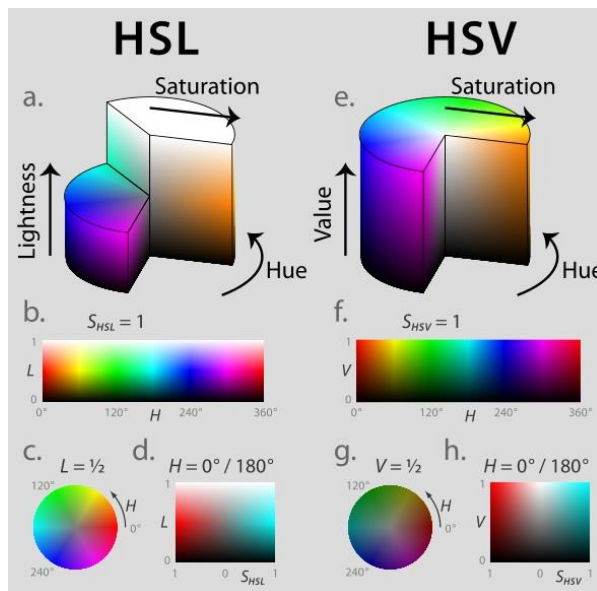 HSL
HSV
a.
Saturation
Lightness
Hue
e.
Saturation
Value
Hue
b.
S_HSL = 1
1
L
0
0°
120°
240°
360°
H
f.
S_HSV = 1
1
V
0
0°
120°
240°
360°
H
c.
L = ½
120°
H
0°
240°
d.
H = 0° / 180°
1
L
0
1
0
1
S_HSL
g.
V = ½
120°
H
0°
240°
h.
H = 0° / 180°
1
V
0
1
0
1
S_HSV